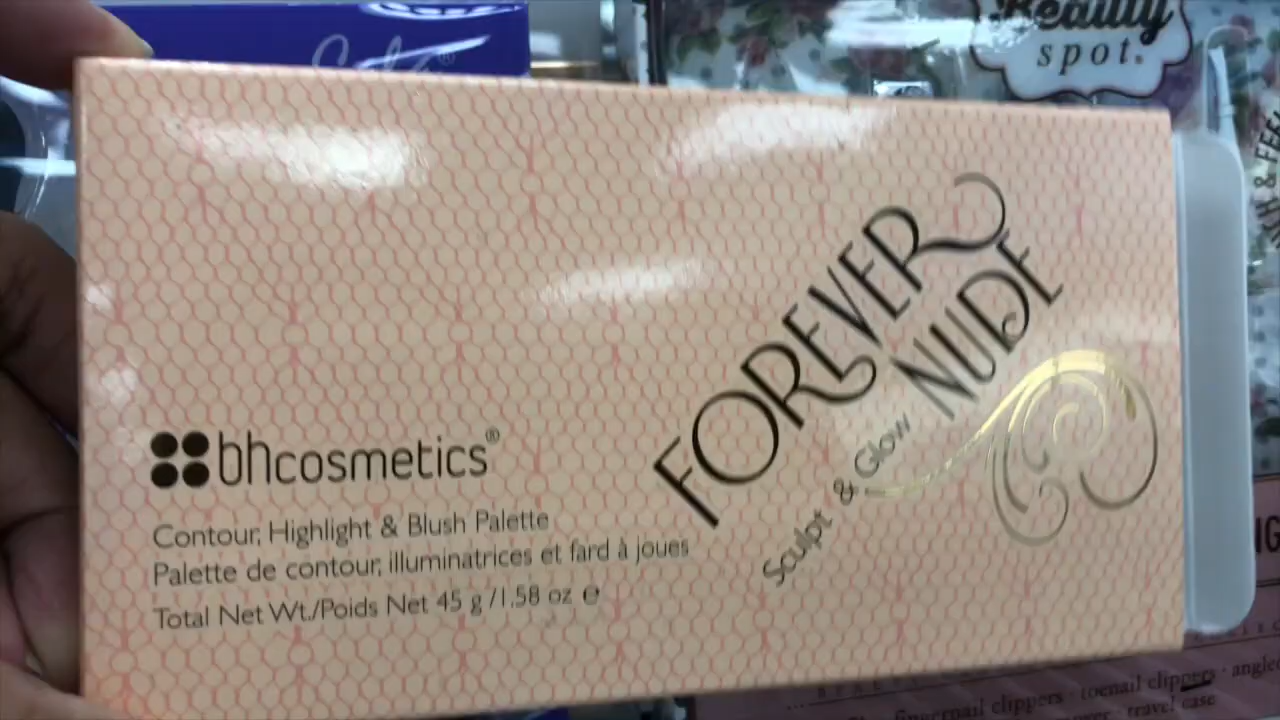 Beauty
spot.
FOREVER
NUDE
Sculpt & Glow
bhcosmetics®
Contour, Highlight & Blush Palette
Palette de contour, illuminatrices et fard à joues
Total Net Wt./Poids Net 45 g / 1.58 oz e
fingernail clippers · toenail clippers · angled
travel case